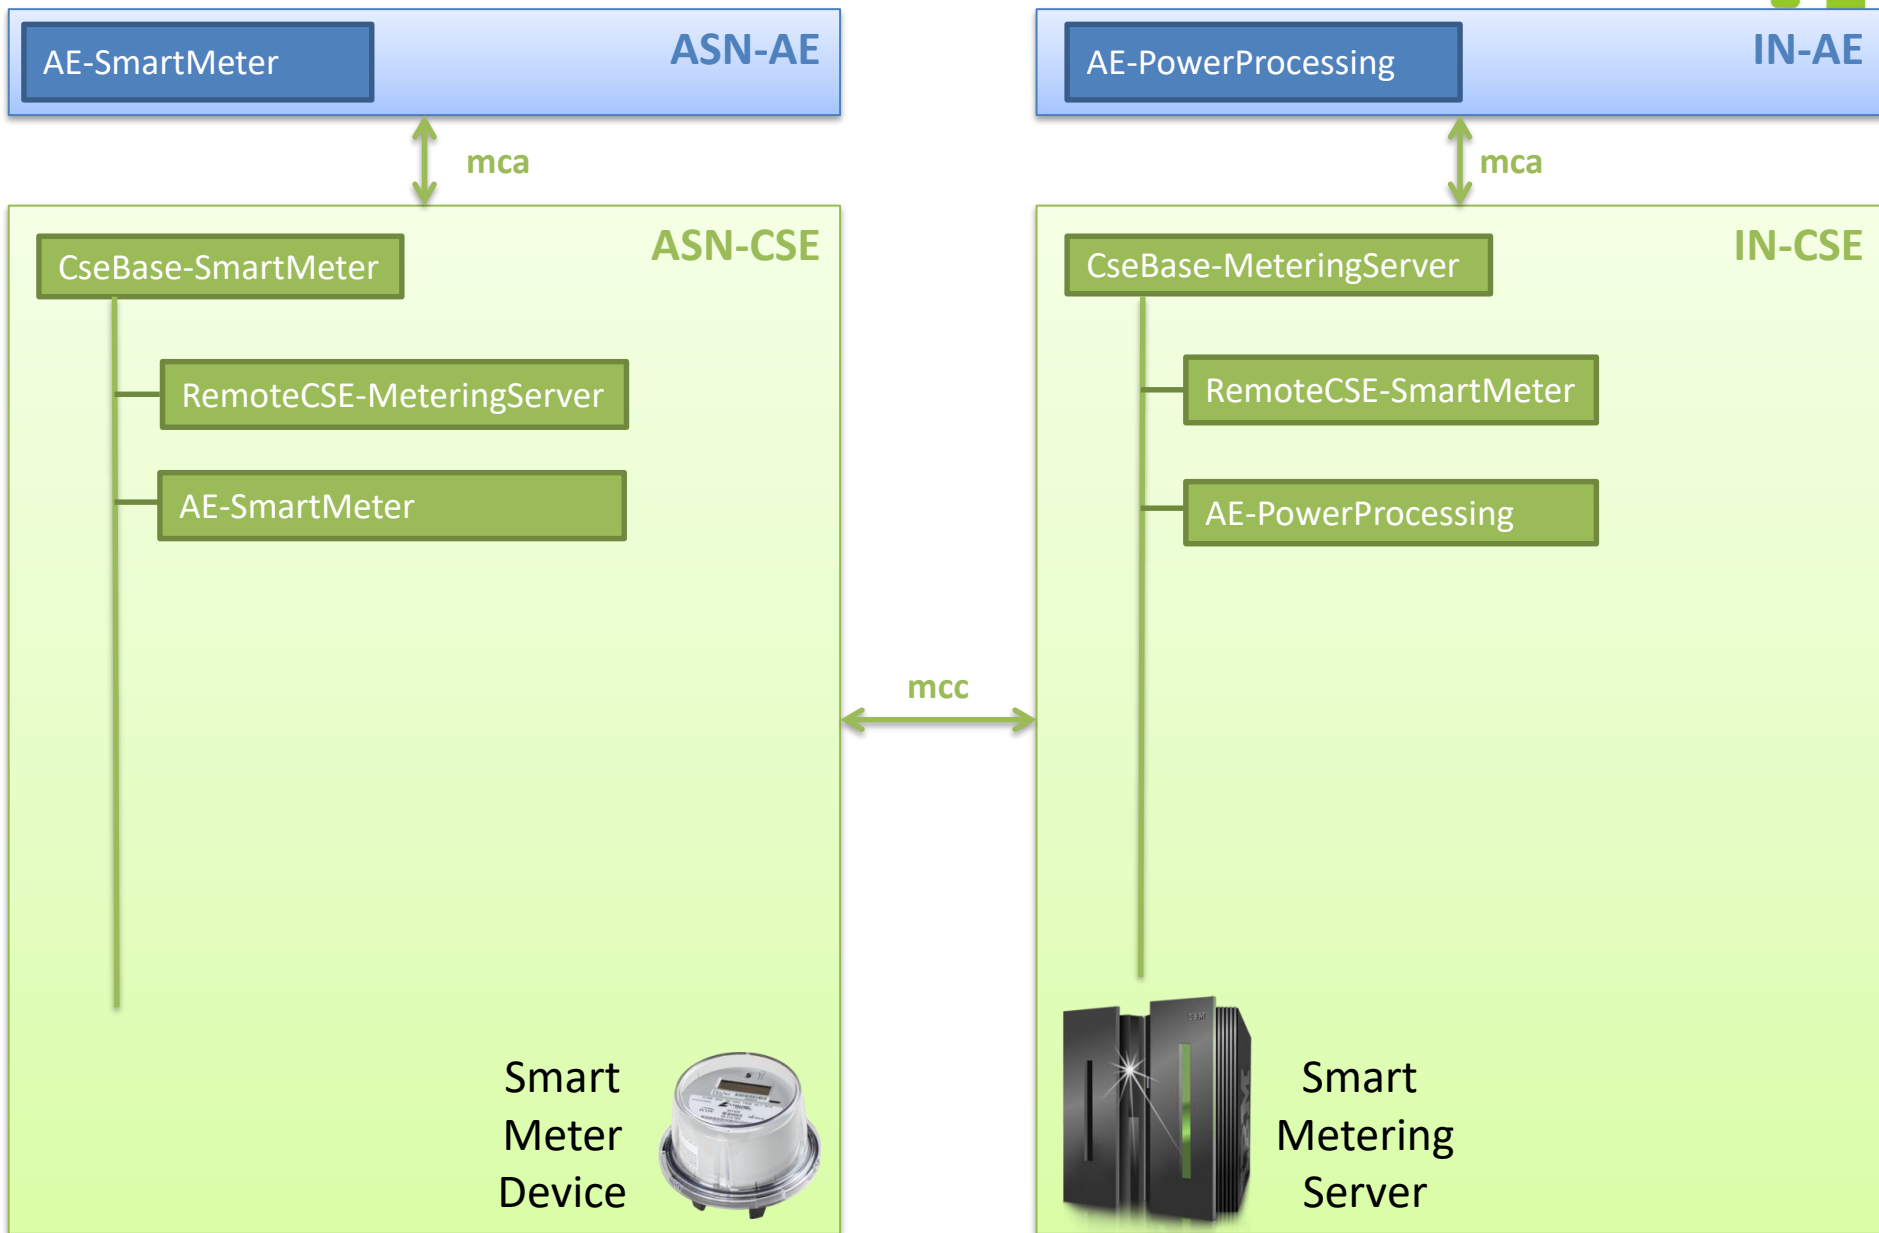 AE-SmartMeter
ASN-AE
mca
ASN-CSE
CseBase-SmartMeter
RemoteCSE-MeteringServer
AE-SmartMeter
Smart
Meter
Device
mcc
AE-PowerProcessing
IN-AE
mca
IN-CSE
CseBase-MeteringServer
RemoteCSE-SmartMeter
AE-PowerProcessing
Smart
Metering
Server